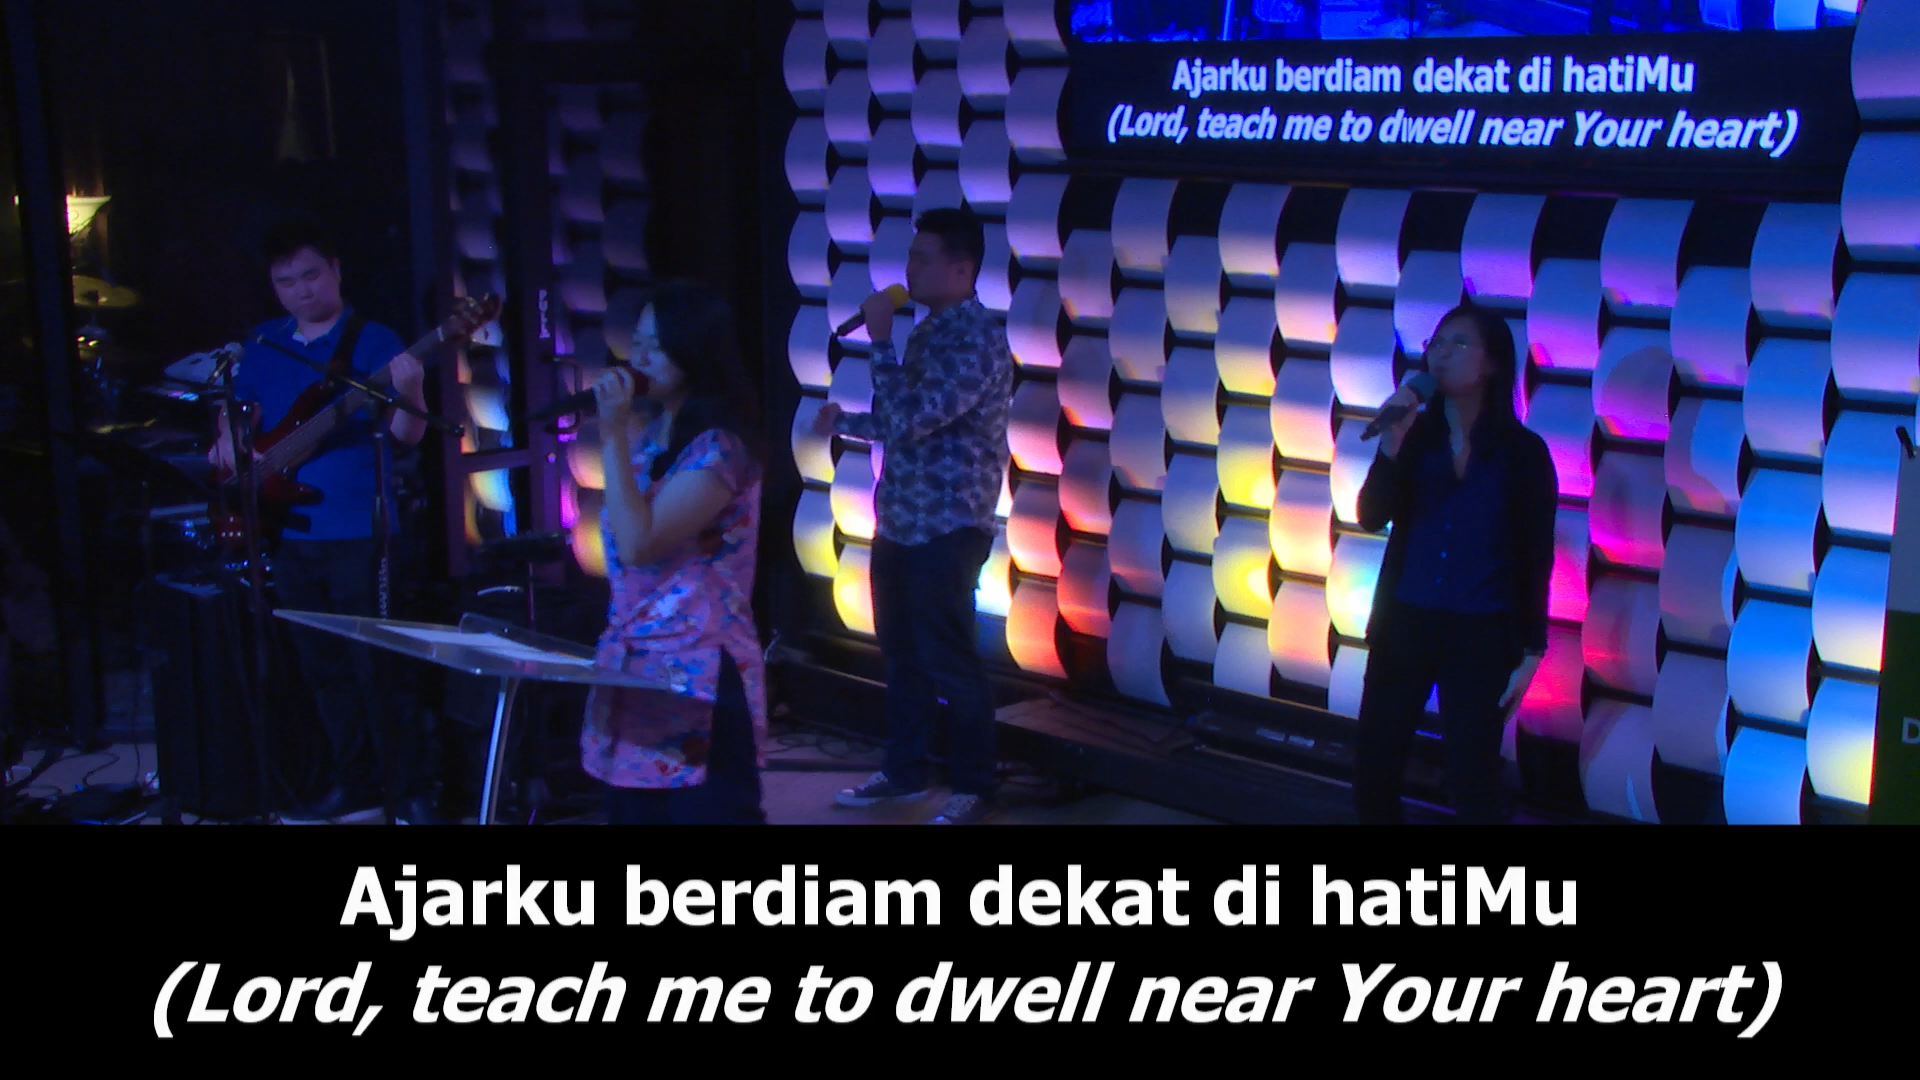 Ajarku berdiam dekat di hatiMu
(Lord, teach me to dwell near Your heart)
D
Ajarku berdiam dekat di hatiMu
(Lord, teach me to dwell near Your heart)